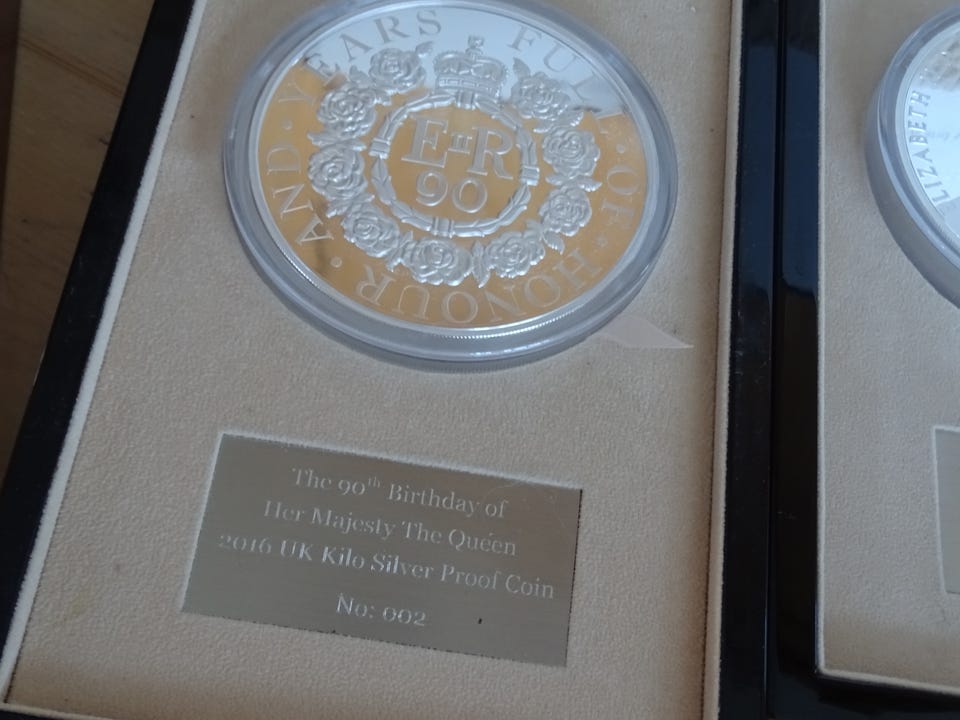 FULL · OF · HONOUR · AND · YEARS
EIIR
90
The 90th Birthday of
Her Majesty The Queen
2016 UK Kilo Silver Proof Coin
No: 002
LIZABETH